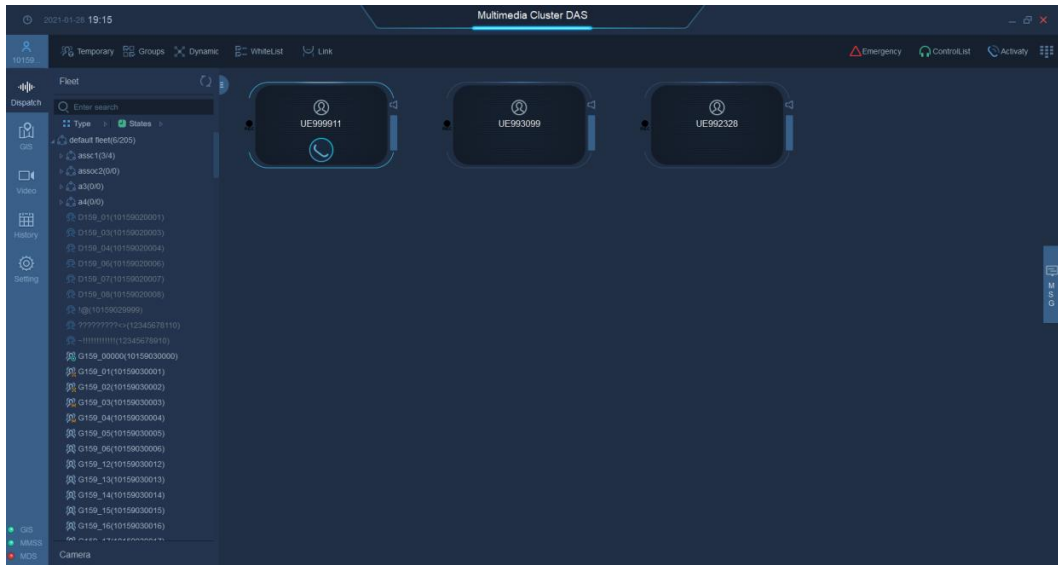 2021-01-28 19:15
Multimedia Cluster DAS
10159...
Temporary Groups Dynamic WhiteList Link
Emergency ControlList Activaty
Dispatch
GIS
Video
History
Setting
GIS
MMSS
MDS
Fleet
Enter search
Type States
default fleet(6/205)
assc1(3/4)
assoc2(0/0)
a3(0/0)
a4(0/0)
D159_01(10159020001)
D159_03(10159020003)
D159_04(10159020004)
D159_06(10159020006)
D159_07(10159020007)
D159_08(10159020008)
!@(10159029999)
?????????<>(12345678110)
~!!!!!!!!!!!!(12345678910)
G159_00000(10159030000)
G159_01(10159030001)
G159_02(10159030002)
G159_03(10159030003)
G159_04(10159030004)
G159_05(10159030005)
G159_06(10159030006)
G159_12(10159030012)
G159_13(10159030013)
G159_14(10159030014)
G159_15(10159030015)
G159_16(10159030016)
Camera
UE999911
UE993099
UE992328
MSG